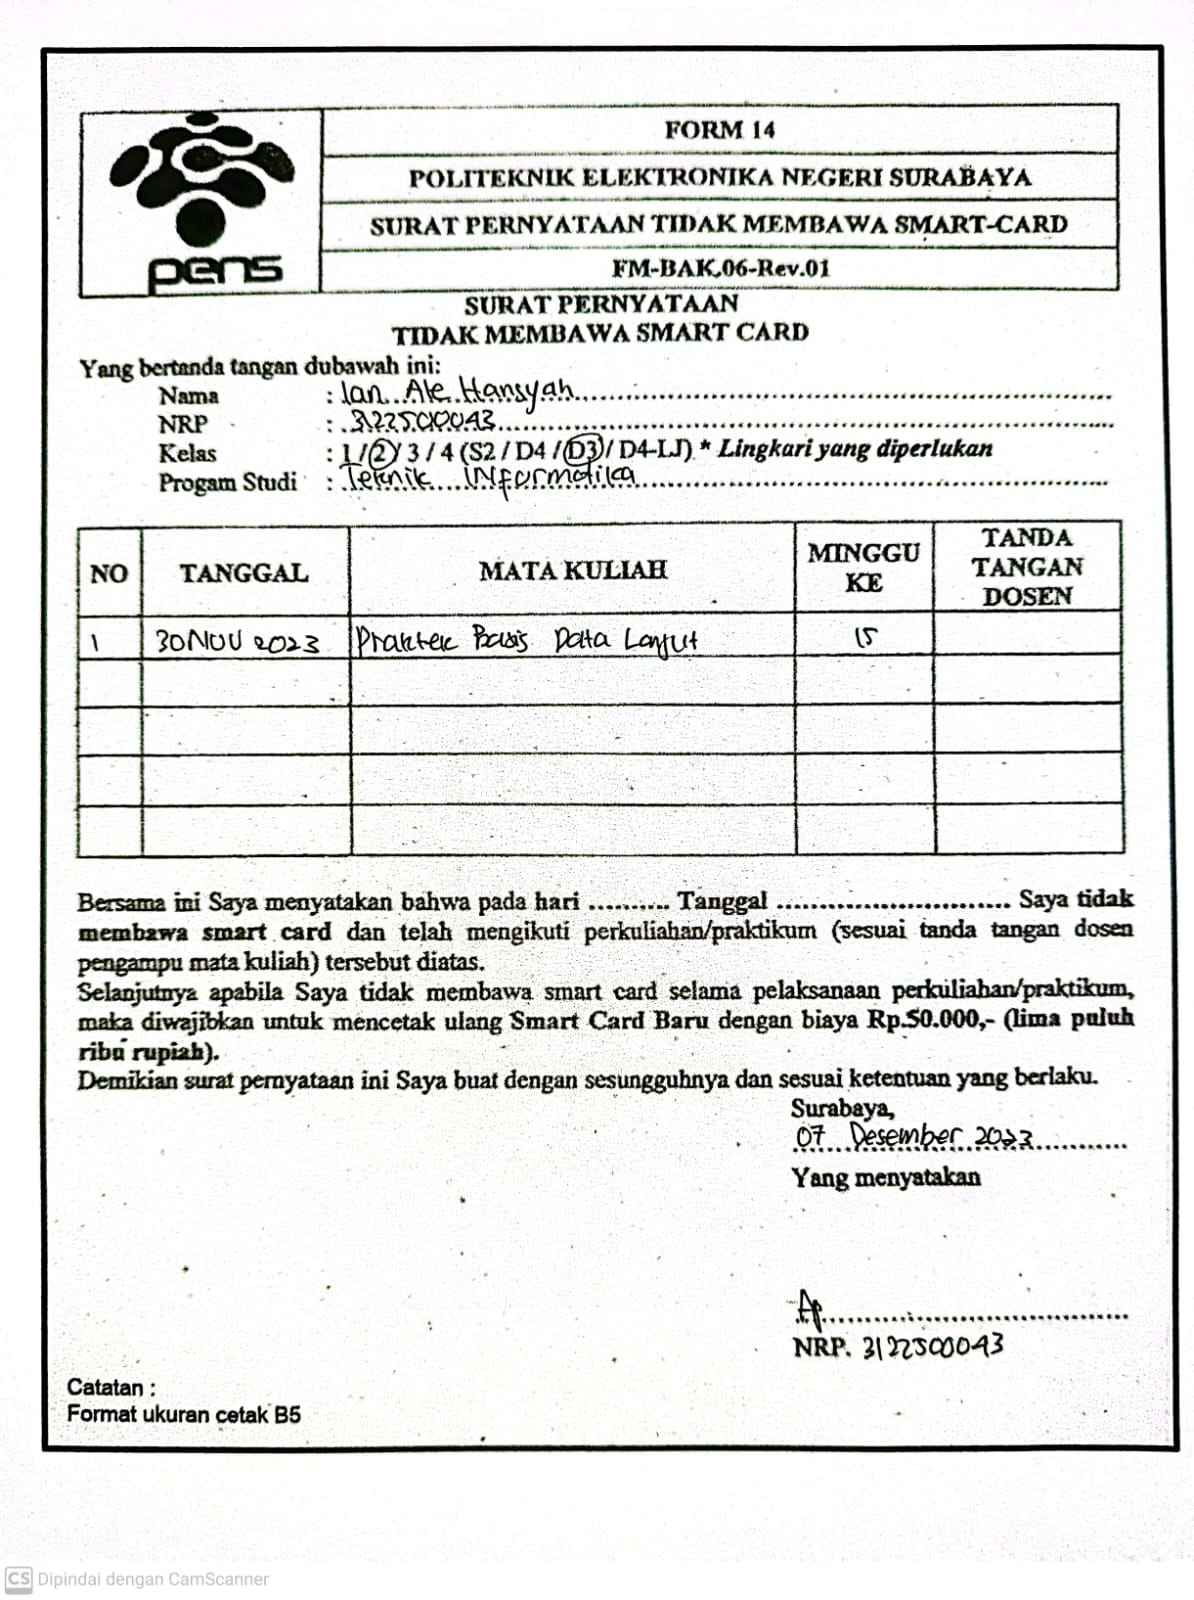 pens
FORM 14
POLITEKNIK ELEKTRONIKA NEGERI SURABAYA
SURAT PERNYATAAN TIDAK MEMBAWA SMART-CARD
FM-BAK.06-Rev.01
SURAT PERNYATAAN
TIDAK MEMBAWA SMART CARD
Yang bertanda tangan dubawah ini:
Nama : Ian Ale Hansyah
NRP : 3122500043
Kelas : 1 / 2 / 3 / 4 (S2 / D4 / D3 / D4-LJ) * Lingkari yang diperlukan
Progam Studi : Teknik Informatika
NO TANGGAL MATA KULIAH MINGGU KE TANDA TANGAN DOSEN
1 30 NOV 2023 Praktek Basis Data Lanjut 15
Bersama ini Saya menyatakan bahwa pada hari .......... Tanggal ............................ Saya tidak
membawa smart card dan telah mengikuti perkuliahan/praktikum (sesuai tanda tangan dosen
pengampu mata kuliah) tersebut diatas.
Selanjutnya apabila Saya tidak membawa smart card selama pelaksanaan perkuliahan/praktikum,
maka diwajibkan untuk mencetak ulang Smart Card Baru dengan biaya Rp.50.000,- (lima puluh
ribu rupiah).
Demikian surat pernyataan ini Saya buat dengan sesungguhnya dan sesuai ketentuan yang berlaku.
Surabaya,
07 Desember 2023
Yang menyatakan
NRP. 3122500043
Catatan :
Format ukuran cetak B5
CS Dipindai dengan CamScanner